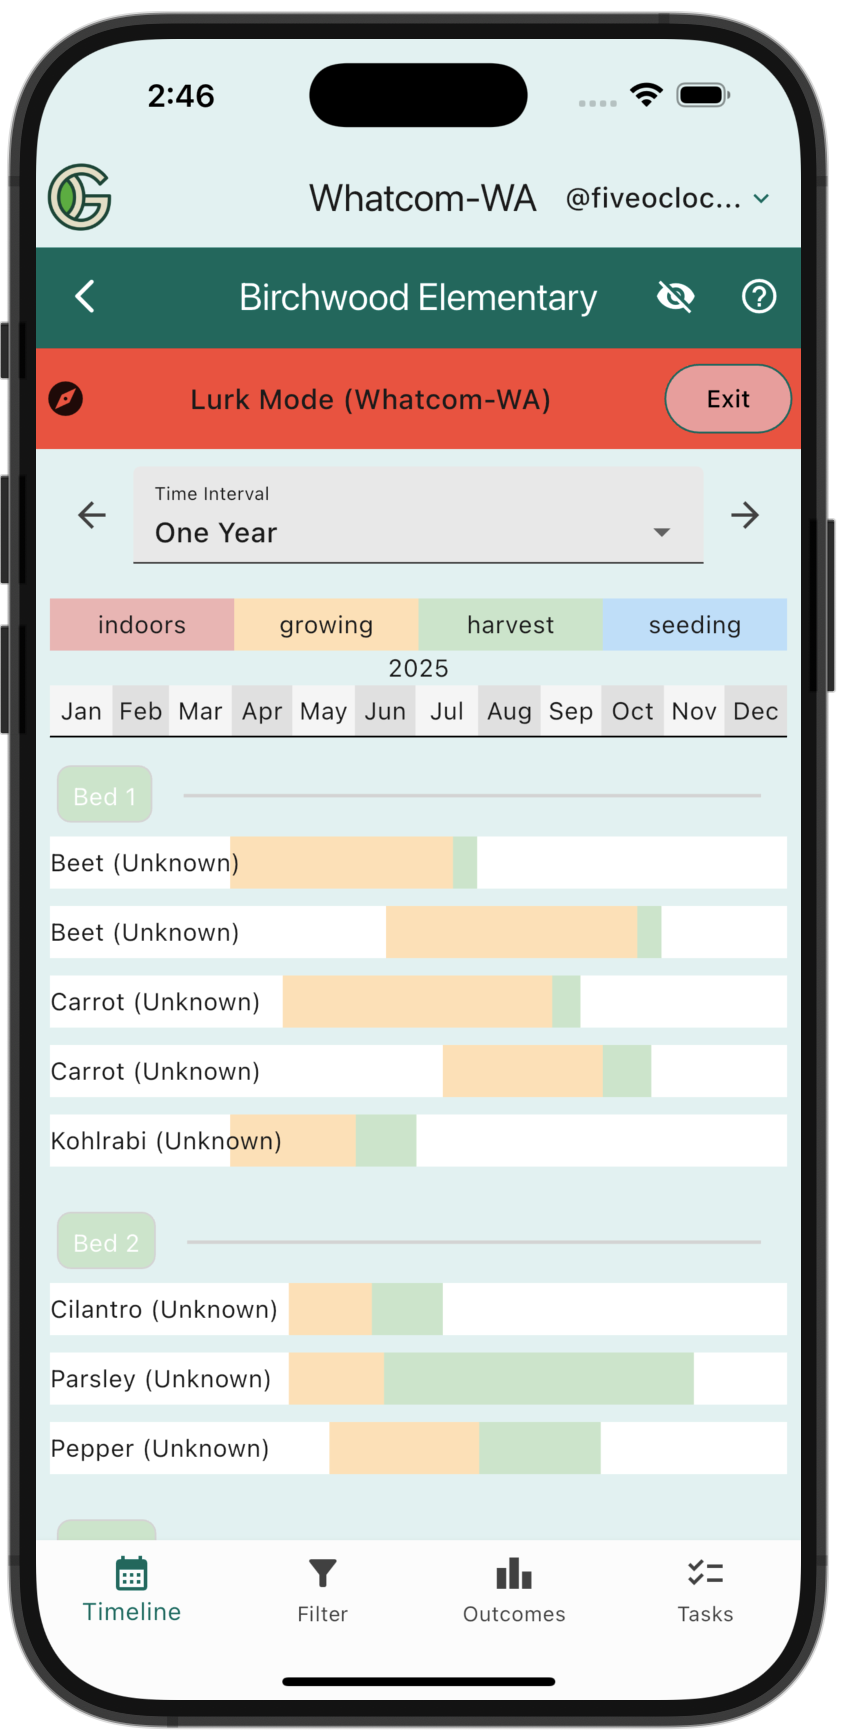 2:46
Whatcom-WA @fiveocloc...
Birchwood Elementary
Lurk Mode (Whatcom-WA) Exit
Time Interval
One Year
indoors growing harvest seeding
2025
Jan Feb Mar Apr May Jun Jul Aug Sep Oct Nov Dec
Bed 1
Beet (Unknown)
Beet (Unknown)
Carrot (Unknown)
Carrot (Unknown)
Kohlrabi (Unknown)
Bed 2
Cilantro (Unknown)
Parsley (Unknown)
Pepper (Unknown)
Timeline Filter Outcomes Tasks